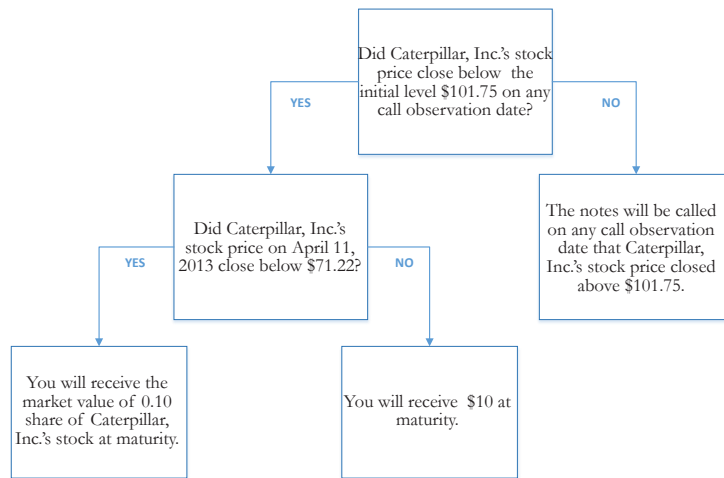 Did Caterpillar, Inc.'s stock
price close below the
initial level $101.75 on any
call observation date?
YES
NO
Did Caterpillar, Inc.'s
stock price on April 11,
2013 close below $71.22?
The notes will be called
on any call observation
date that Caterpillar,
Inc.'s stock price closed
above $101.75.
YES
NO
You will receive the
market value of 0.10
share of Caterpillar,
Inc.'s stock at maturity.
You will receive $10 at
maturity.